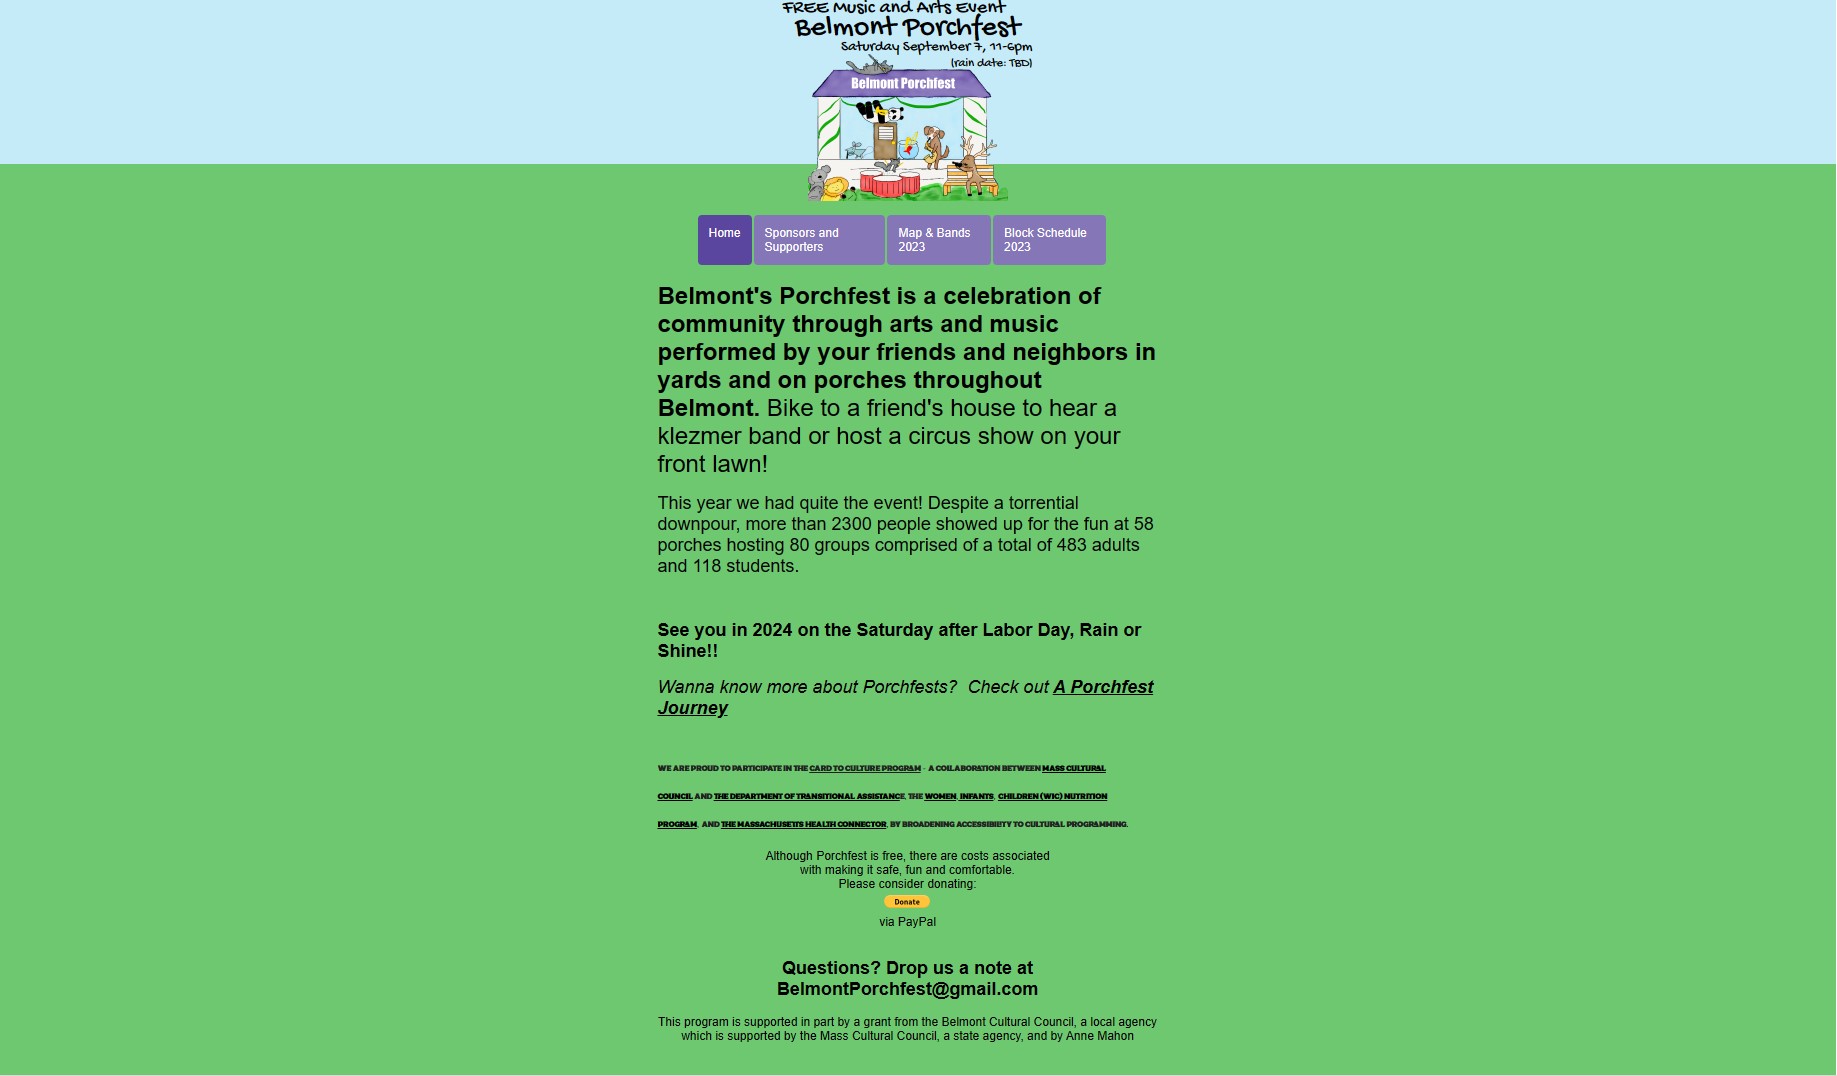 FREE Music and Arts Event
Belmont Porchfest
Saturday September 7, 11-6pm
(rain date: TBD)
Belmont Porchfest
Home
Sponsors and
Supporters
Map & Bands
2023
Block Schedule
2023
Belmont's Porchfest is a celebration of
community through arts and music
performed by your friends and neighbors in
yards and on porches throughout
Belmont. Bike to a friend's house to hear a
klezmer band or host a circus show on your
front lawn!
This year we had quite the event! Despite a torrential
downpour, more than 2300 people showed up for the fun at 58
porches hosting 80 groups comprised of a total of 483 adults
and 118 students.
See you in 2024 on the Saturday after Labor Day, Rain or
Shine!!
Wanna know more about Porchfests?  Check out A Porchfest
Journey
WE ARE PROUD TO PARTICIPATE IN THE CARD TO CULTURE PROGRAM - A COLLABORATION BETWEEN MASS CULTURAL
COUNCIL AND THE DEPARTMENT OF TRANSITIONAL ASSISTANCE, THE WOMEN, INFANTS, CHILDREN (WIC) NUTRITION
PROGRAM, AND THE MASSACHUSETTS HEALTH CONNECTOR, BY BROADENING ACCESSIBILITY TO CULTURAL PROGRAMMING.
Although Porchfest is free, there are costs associated
with making it safe, fun and comfortable.
Please consider donating:
Donate
via PayPal
Questions? Drop us a note at
BelmontPorchfest@gmail.com
This program is supported in part by a grant from the Belmont Cultural Council, a local agency
which is supported by the Mass Cultural Council, a state agency, and by Anne Mahon